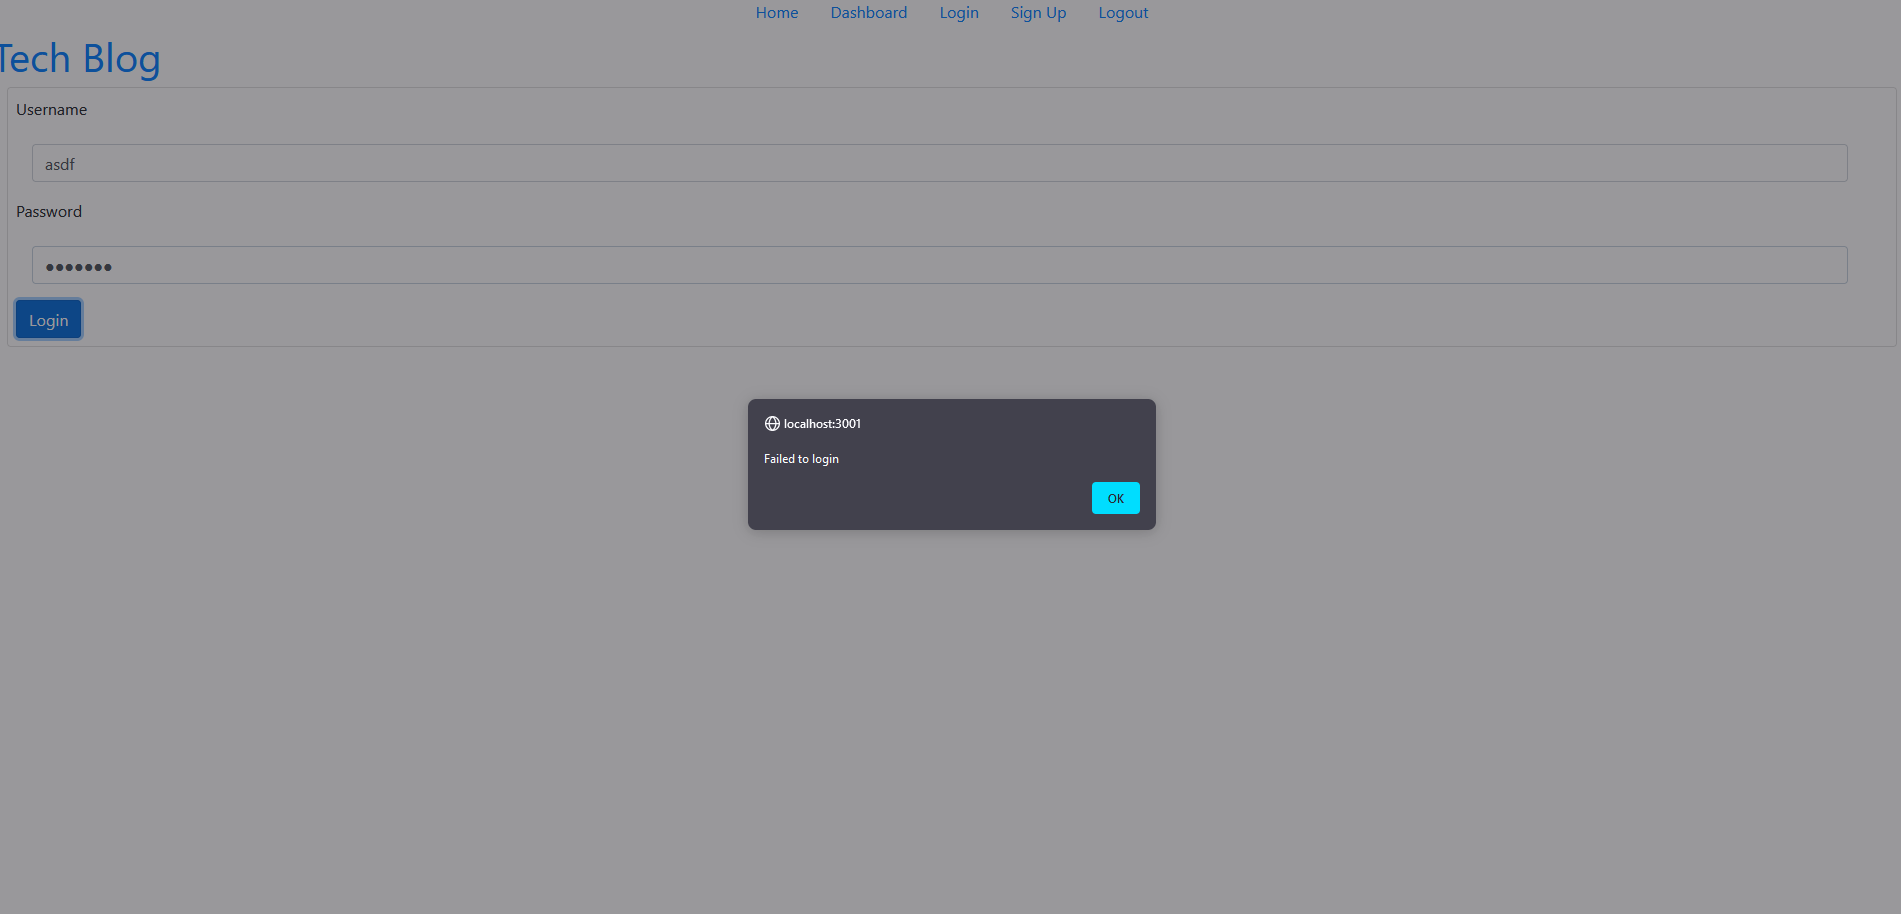 Home Dashboard Login Sign Up Logout
Tech Blog
Username
asdf
Password
●●●●●●●
Login
localhost:3001
Failed to login
OK